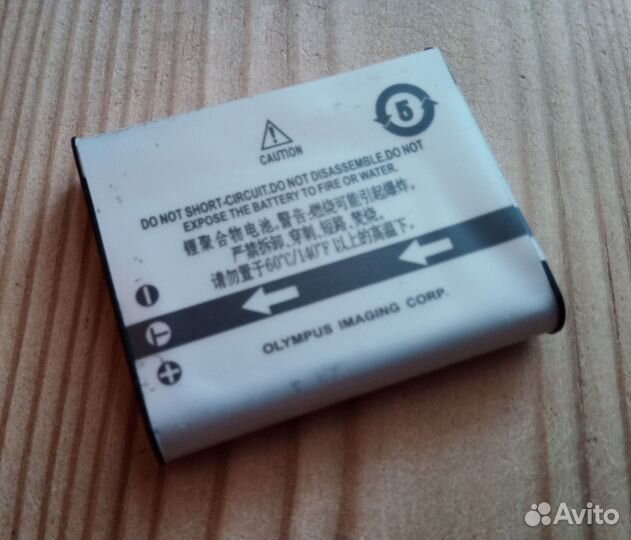 5
CAUTION
DO NOT SHORT-CIRCUIT.DO NOT DISASSEMBLE.DO NOT
EXPOSE THE BATTERY TO FIRE OR WATER.
锂聚合物电池。警告:燃烧可能引起爆炸。
严禁拆卸、穿刺、短路、焚烧。
请勿置于60℃/140℉以上的高温下。
T
OLYMPUS IMAGING CORP.
Avito